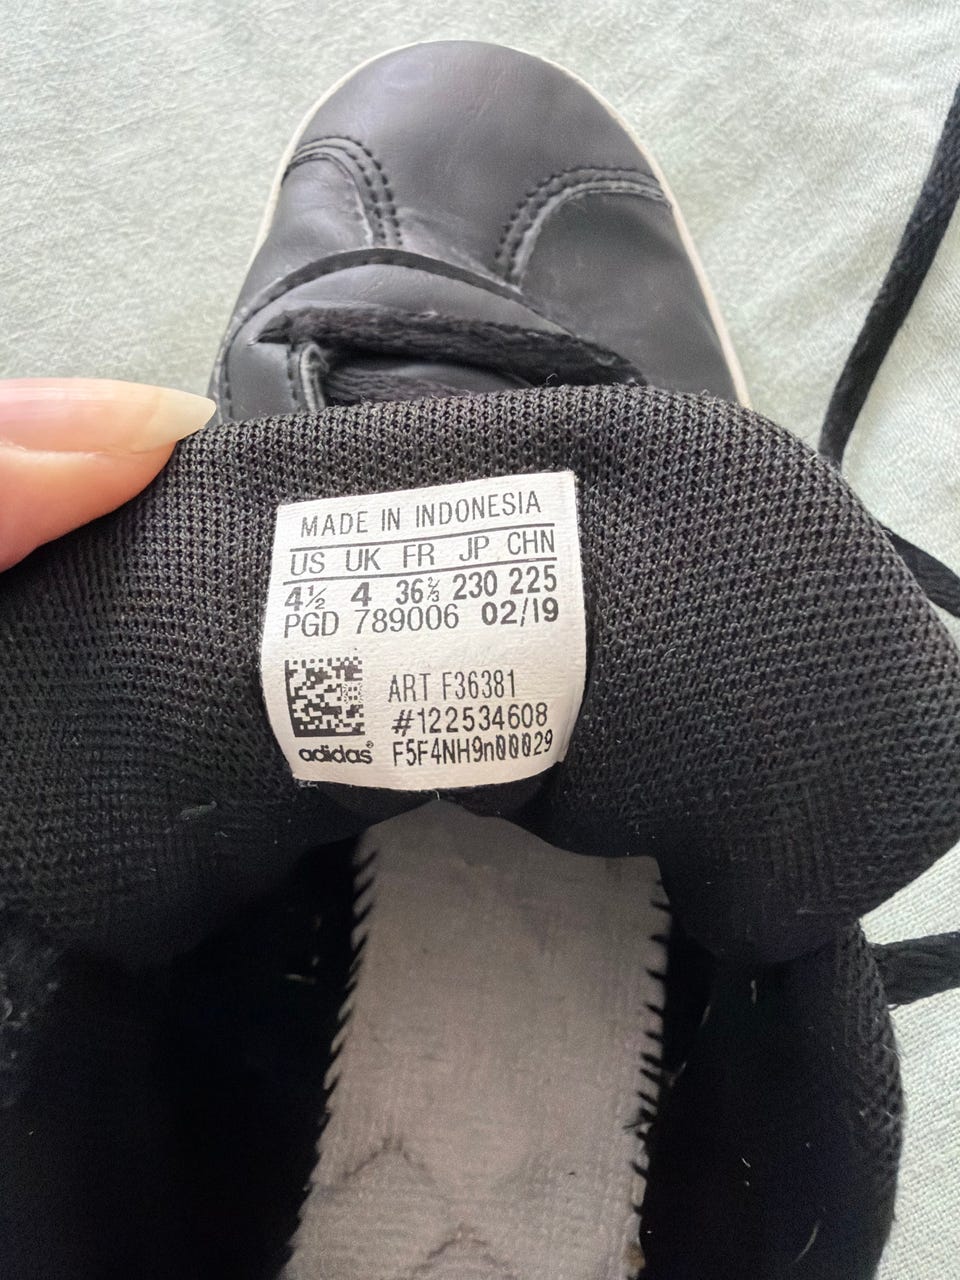 MADE IN INDONESIA
US UK FR JP CHN
4½ 4 36⅔ 230 225
PGD 789006 02/19
ART F36381
#122534608
adidas® F5F4NH9n00029